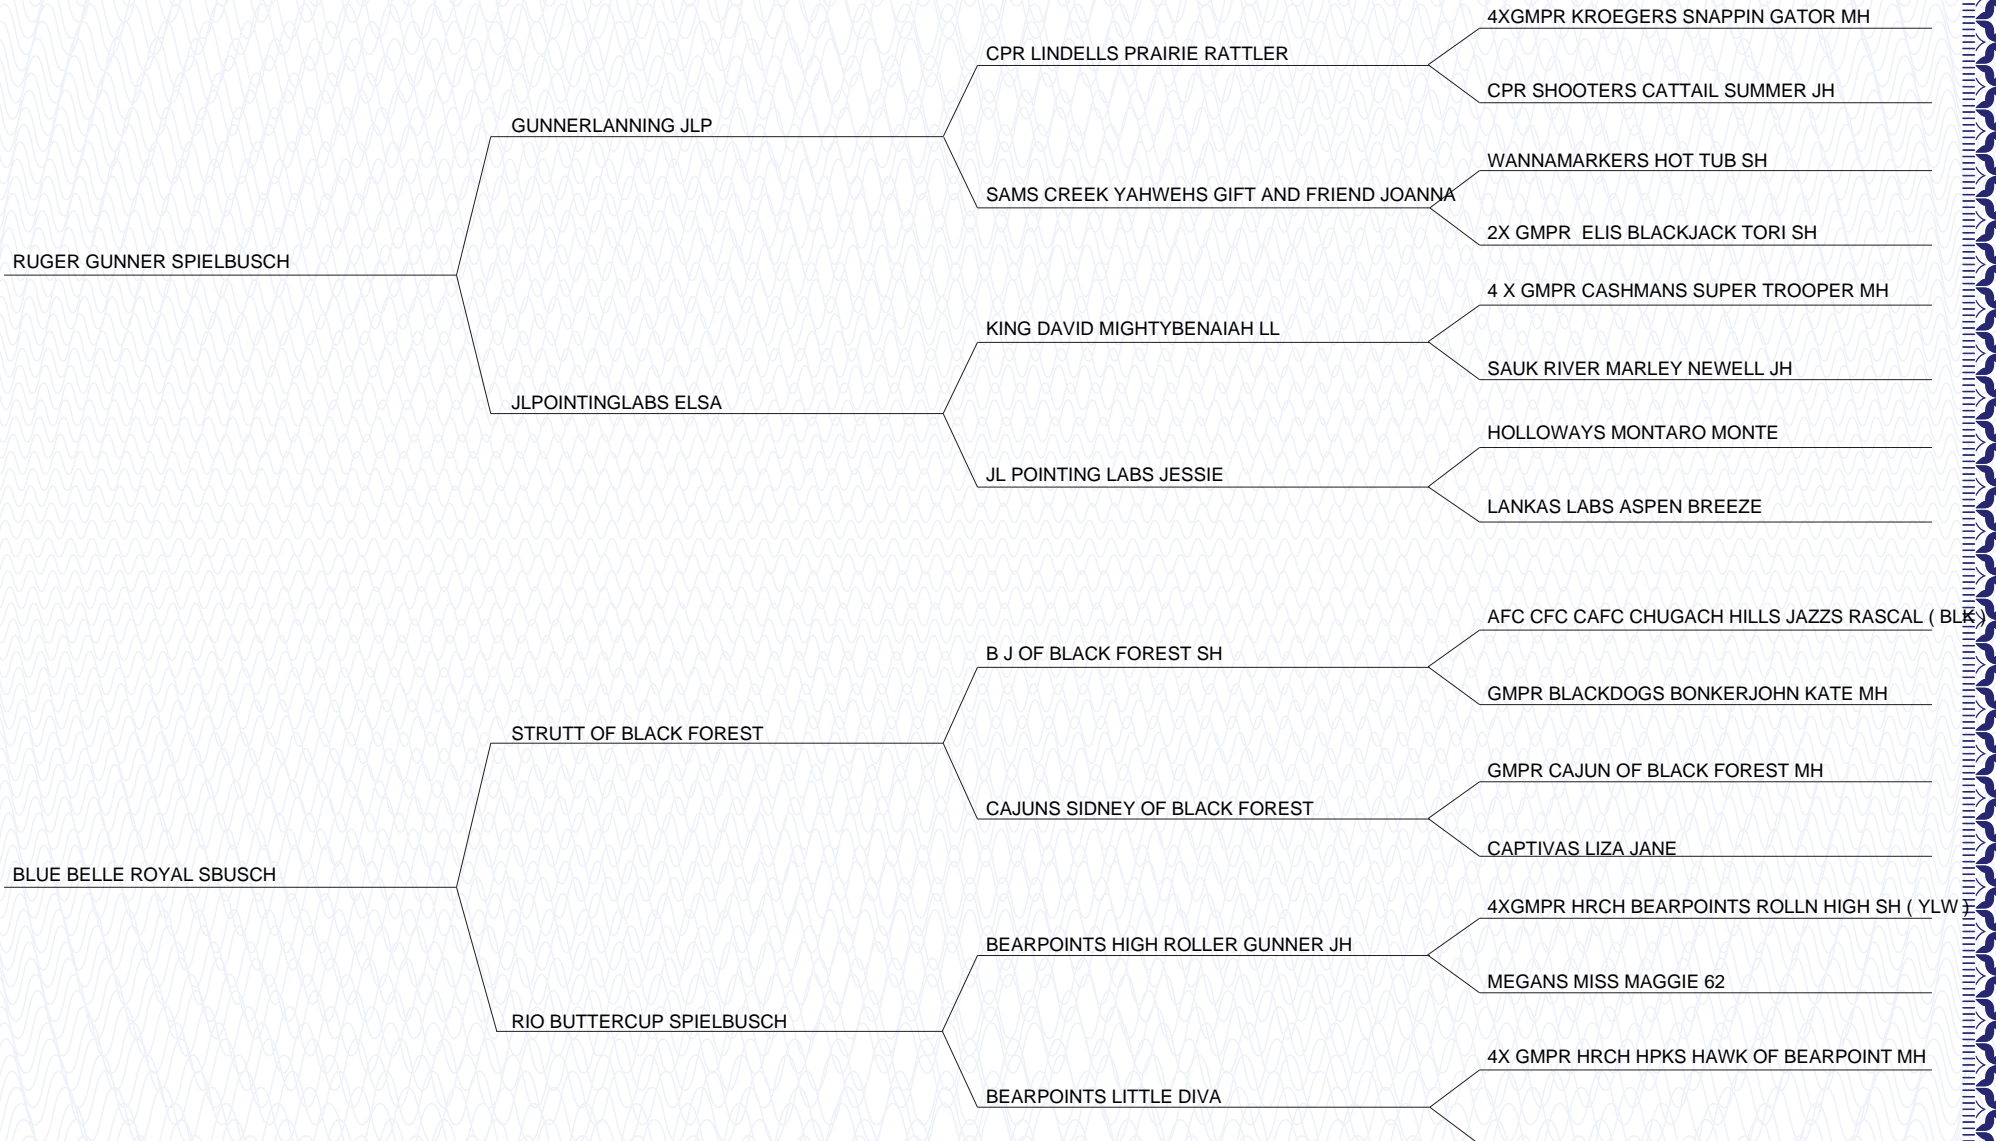 4XGMPR KROEGERS SNAPPIN GATOR MH
CPR LINDELLS PRAIRIE RATTLER
CPR SHOOTERS CATTAIL SUMMER JH
GUNNERLANNING JLP
WANNAMARKERS HOT TUB SH
SAMS CREEK YAHWEHS GIFT AND FRIEND JOANNA
2X GMPR  ELIS BLACKJACK TORI SH
RUGER GUNNER SPIELBUSCH
4 X GMPR CASHMANS SUPER TROOPER MH
KING DAVID MIGHTYBENAIAH LL
SAUK RIVER MARLEY NEWELL JH
JLPOINTINGLABS ELSA
HOLLOWAYS MONTARO MONTE
JL POINTING LABS JESSIE
LANKAS LABS ASPEN BREEZE
AFC CFC CAFC CHUGACH HILLS JAZZS RASCAL ( BLK )
B J OF BLACK FOREST SH
GMPR BLACKDOGS BONKERJOHN KATE MH
STRUTT OF BLACK FOREST
GMPR CAJUN OF BLACK FOREST MH
CAJUNS SIDNEY OF BLACK FOREST
CAPTIVAS LIZA JANE
BLUE BELLE ROYAL SBUSCH
4XGMPR HRCH BEARPOINTS ROLLN HIGH SH ( YLW )
BEARPOINTS HIGH ROLLER GUNNER JH
MEGANS MISS MAGGIE 62
RIO BUTTERCUP SPIELBUSCH
4X GMPR HRCH HPKS HAWK OF BEARPOINT MH
BEARPOINTS LITTLE DIVA